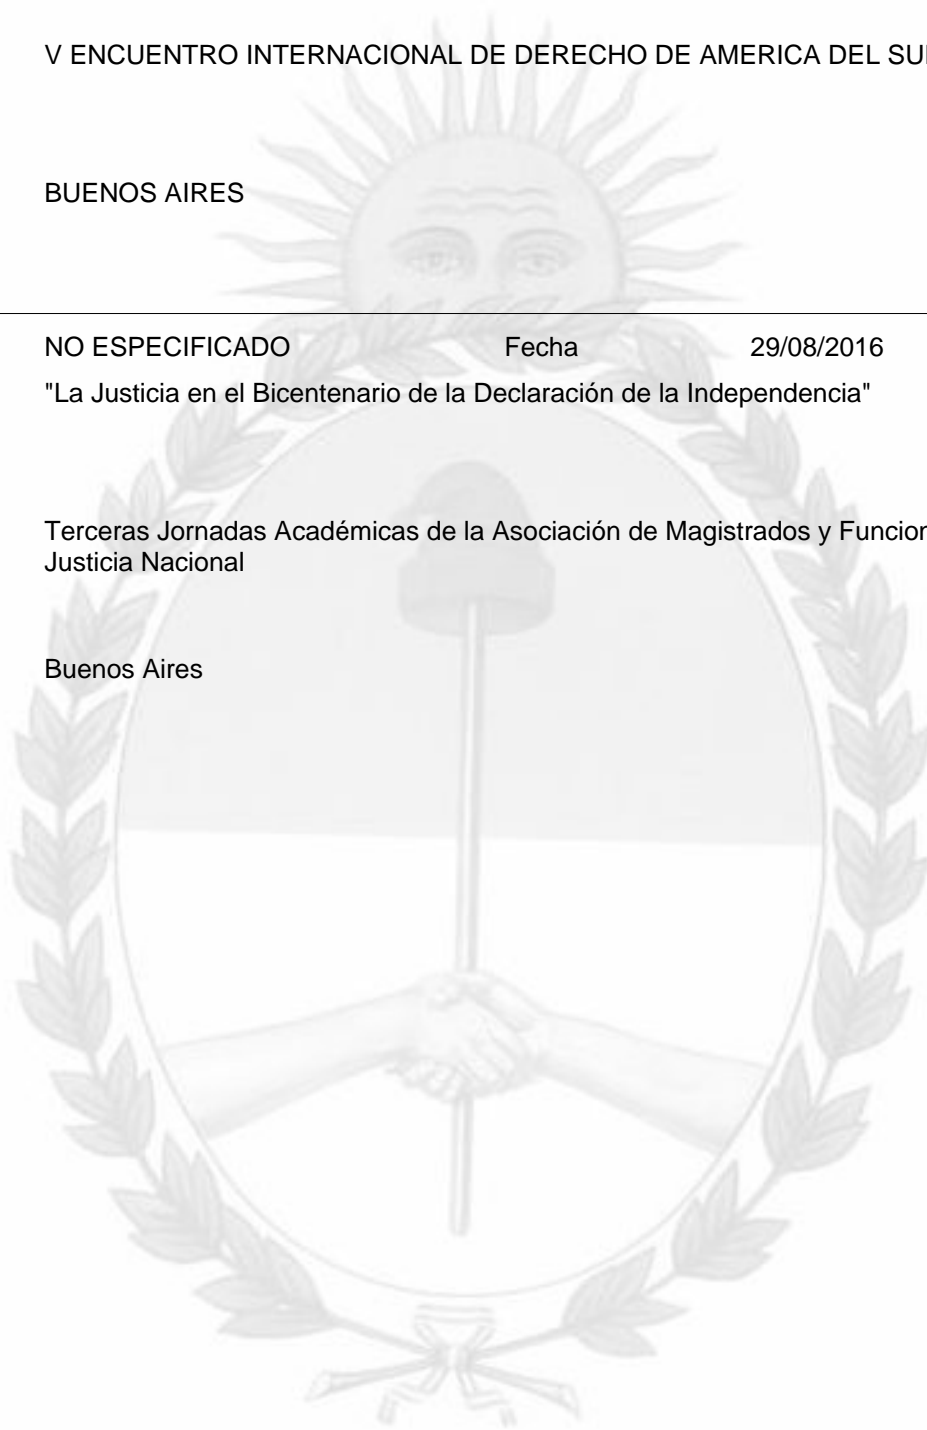 V ENCUENTRO INTERNACIONAL DE DERECHO DE AMERICA DEL
BUENOS AIRES
NO ESPECIFICADO Fecha 29/08/2016
"La Justicia en el Bicentenario de la Declaración de la Independencia"
Terceras Jornadas Académicas de la Asociación de Magistrados y
Justicia Nacional
Buenos Aires